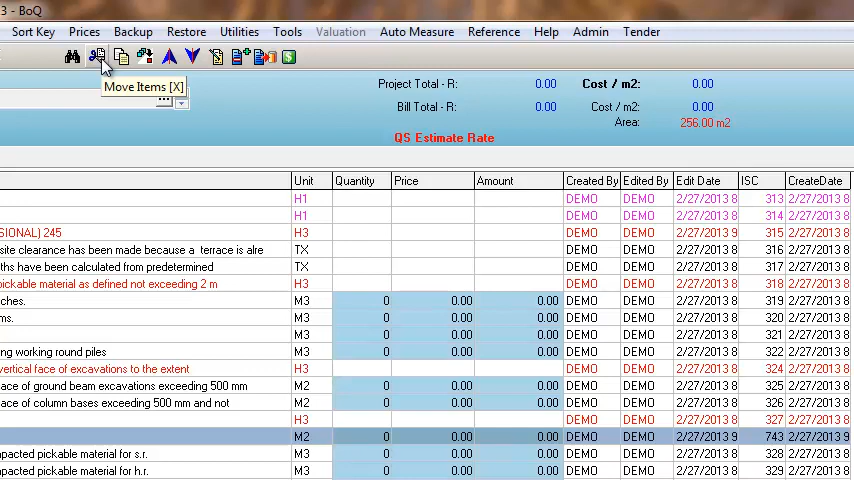 3 - BoQ
Sort Key Prices Backup Restore Utilities Tools Valuation Auto Measure Reference Help Admin Tender
Move Items [X]
Project Total - R: 0.00 Cost / m2: 0.00
Bill Total - R: 0.00 Cost / m2: 0.00
Area: 256.00 m2
QS Estimate Rate
Unit Quantity Price Amount Created By Edited By Edit Date ISC CreateDate
H1 DEMO DEMO 2/27/2013 8 313 2/27/2013 8
H1 DEMO DEMO 2/27/2013 8 314 2/27/2013 8
SIONAL) 245 H3 DEMO DEMO 2/27/2013 9 315 2/27/2013 8
site clearance has been made because a terrace is alre TX DEMO DEMO 2/27/2013 8 316 2/27/2013 8
ths have been calculated from predetermined TX DEMO DEMO 2/27/2013 8 317 2/27/2013 8
pickable material as defined not exceeding 2 m H3 DEMO DEMO 2/27/2013 8 318 2/27/2013 8
ches. M3 0 0.00 0.00 DEMO DEMO 2/27/2013 8 319 2/27/2013 8
ms. M3 0 0.00 0.00 DEMO DEMO 2/27/2013 8 320 2/27/2013 8
M3 0 0.00 0.00 DEMO DEMO 2/27/2013 8 321 2/27/2013 8
ng working round piles M3 0 0.00 0.00 DEMO DEMO 2/27/2013 8 322 2/27/2013 8
vertical face of excavations to the extent H3 DEMO DEMO 2/27/2013 8 324 2/27/2013 8
ace of ground beam excavations exceeding 500 mm M2 0 0.00 0.00 DEMO DEMO 2/27/2013 8 325 2/27/2013 8
ace of column bases exceeding 500 mm and not M2 0 0.00 0.00 DEMO DEMO 2/27/2013 8 326 2/27/2013 8
H3 DEMO DEMO 2/27/2013 8 327 2/27/2013 8
M2 0 0.00 0.00 DEMO DEMO 2/27/2013 9 743 2/27/2013 9
mpacted pickable material for s.r. M3 0 0.00 0.00 DEMO DEMO 2/27/2013 8 328 2/27/2013 8
mpacted pickable material for h.r. M3 0 0.00 0.00 DEMO DEMO 2/27/2013 8 329 2/27/2013 8